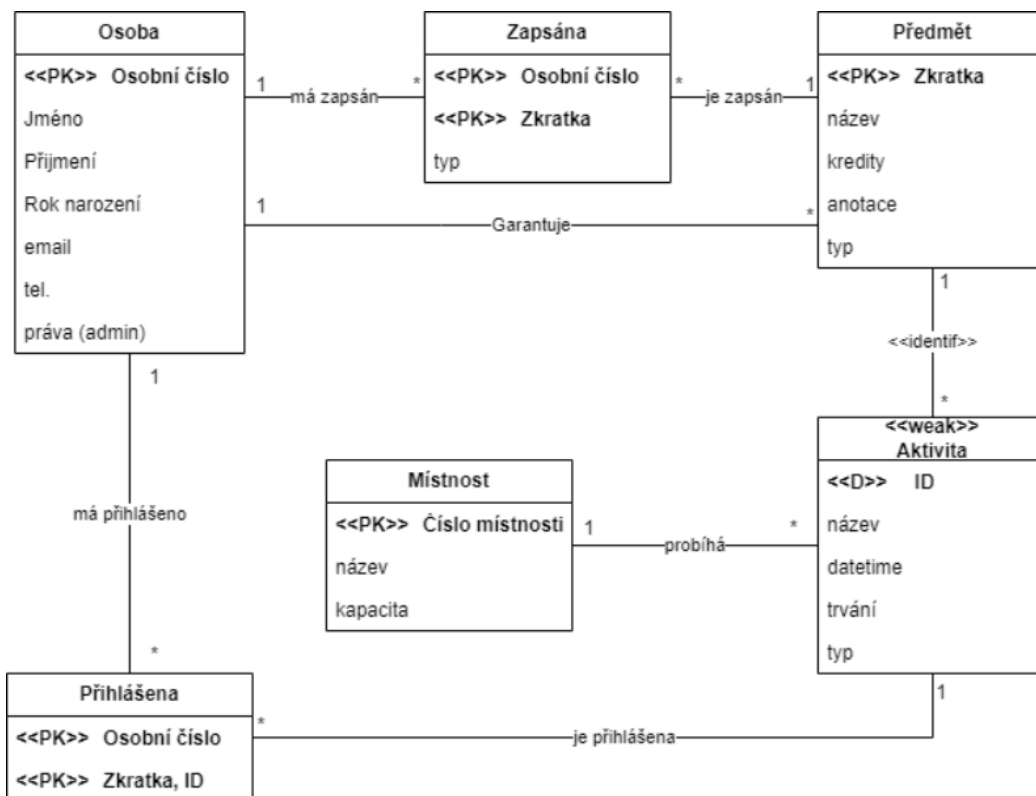 Osoba
<<PK>> Osobní číslo
Jméno
Přijmení
Rok narození
email
tel.
práva (admin)
1
má zapsán
*
Zapsána
<<PK>> Osobní číslo
<<PK>> Zkratka
typ
*
je zapsán
1
Předmět
<<PK>> Zkratka
název
kredity
anotace
typ
1
Garantuje
*
1
<<identif>>
*
<<weak>>
Aktivita
<<D>> ID
název
datetime
trvání
typ
Místnost
<<PK>> Číslo místnosti
název
kapacita
1
probíhá
*
1
má přihlášeno
*
Přihlášena
<<PK>> Osobní číslo
<<PK>> Zkratka, ID
*
je přihlášena
1